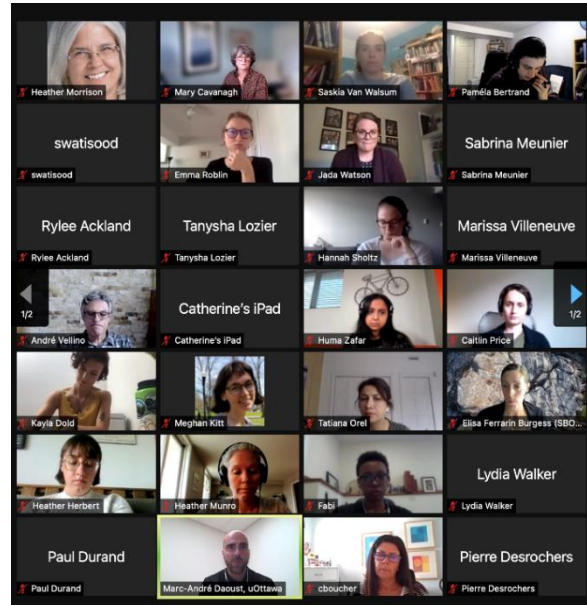 Heather Morrison
Mary Cavanagh
Saskia Van Walsum
Paméla Bertrand
swatisood
swatisood
Emma Roblin
Jada Watson
Sabrina Meunier
Sabrina Meunier
Rylee Ackland
Rylee Ackland
Tanysha Lozier
Tanysha Lozier
Hannah Sholtz
Marissa Villeneuve
Marissa Villeneuve
1/2
André Vellino
Catherine's iPad
Catherine's iPad
Huma Zafar
Caitlin Price
1/2
Kayla Dold
Meghan Kitt
Tatiana Orel
Elisa Ferrarin Burgess (SBO...
Heather Herbert
Heather Munro
Fabi
Lydia Walker
Lydia Walker
Paul Durand
Paul Durand
Marc-André Daoust, uOttawa
cboucher
Pierre Desrochers
Pierre Desrochers